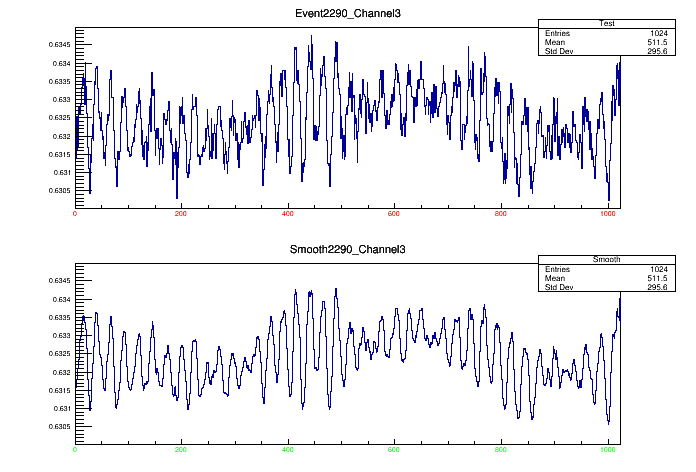 Event2290_Channel3
Test
Entries 1024
Mean 511.5
Std Dev 295.6
0.6345
0.634
0.6335
0.633
0.6325
0.632
0.6315
0.631
0.6305
0 200 400 600 800 1000
Smooth2290_Channel3
Smooth
Entries 1024
Mean 511.5
Std Dev 295.6
0.6345
0.634
0.6335
0.633
0.6325
0.632
0.6315
0.631
0.6305
0 200 400 600 800 1000